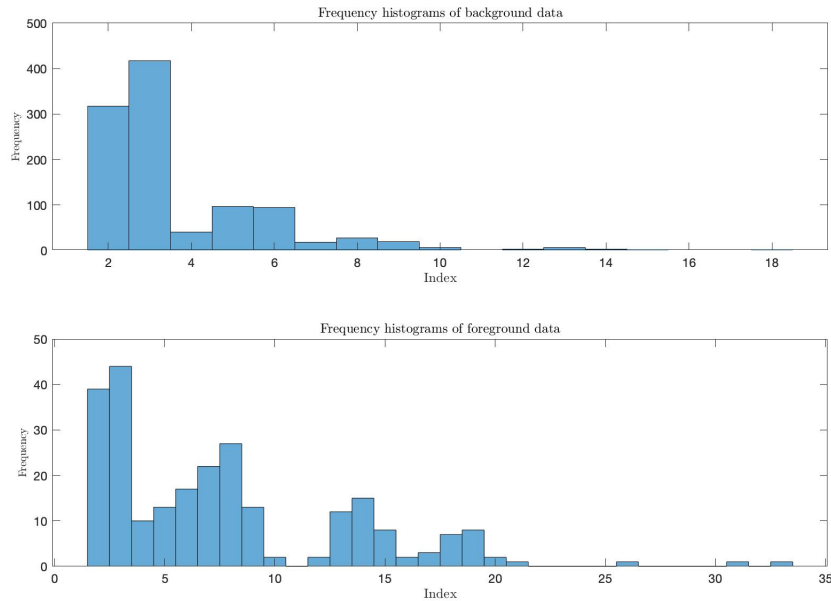 Frequency histograms of background data
500
400
300
200
100
0
Frequency
2 4 6 8 10 12 14 16 18
Index
Frequency histograms of foreground data
50
40
30
20
10
0
Frequency
0 5 10 15 20 25 30 35
Index